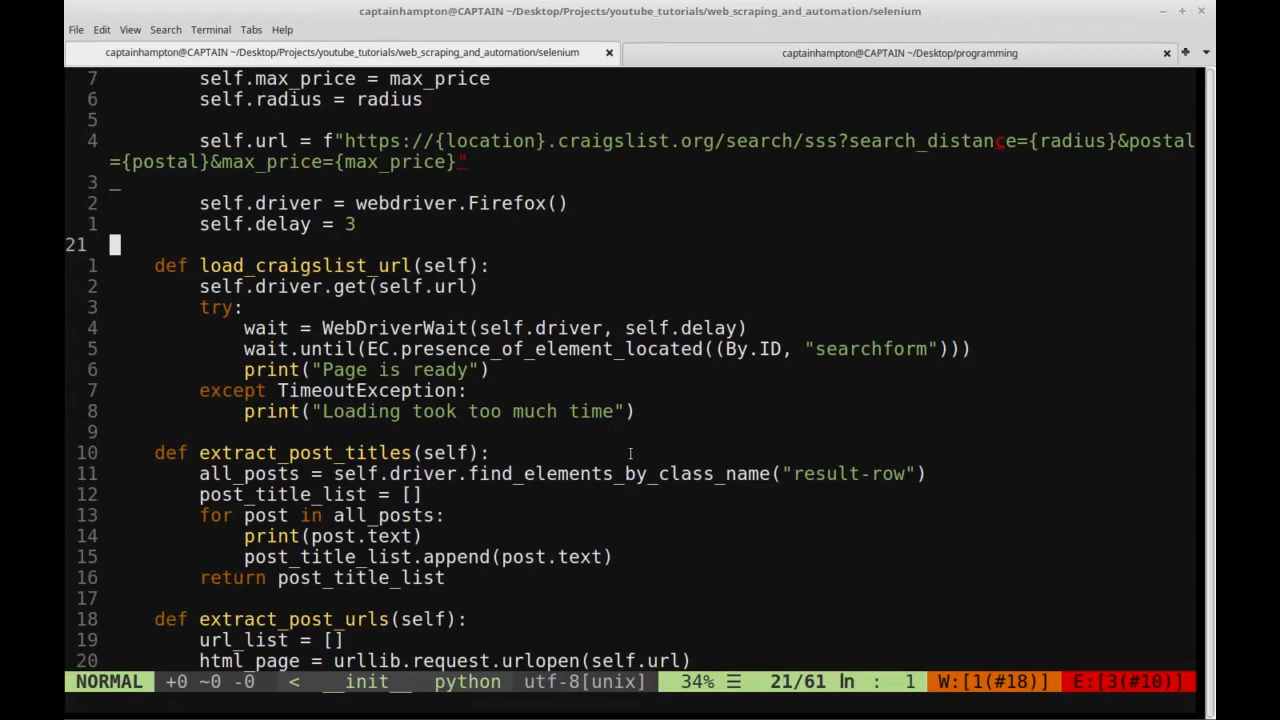 captainhampton@CAPTAIN ~/Desktop/Projects/youtube_tutorials/web_scraping_and_automation/selenium
File Edit View Search Terminal Tabs Help
captainhampton@CAPTAIN ~/Desktop/Projects/youtube_tutorials/web_scraping_and_automation/selenium captainhampton@CAPTAIN ~/Desktop/programming
7 self.max_price = max_price
6 self.radius = radius
5
4 self.url = f"https://{location}.craigslist.org/search/sss?search_distance={radius}&postal
={postal}&max_price={max_price}"
3 _
2 self.driver = webdriver.Firefox()
1 self.delay = 3
21
1 def load_craigslist_url(self):
2 self.driver.get(self.url)
3 try:
4 wait = WebDriverWait(self.driver, self.delay)
5 wait.until(EC.presence_of_element_located((By.ID, "searchform")))
6 print("Page is ready")
7 except TimeoutException:
8 print("Loading took too much time")
9
10 def extract_post_titles(self):
11 all_posts = self.driver.find_elements_by_class_name("result-row")
12 post_title_list = []
13 for post in all_posts:
14 print(post.text)
15 post_title_list.append(post.text)
16 return post_title_list
17
18 def extract_post_urls(self):
19 url_list = []
20 html_page = urllib.request.urlopen(self.url)
NORMAL +0 ~0 -0 < __init__ python utf-8[unix] 34% ☰ 21/61 ln : 1 W:[1(#18)] E:[3(#10)]